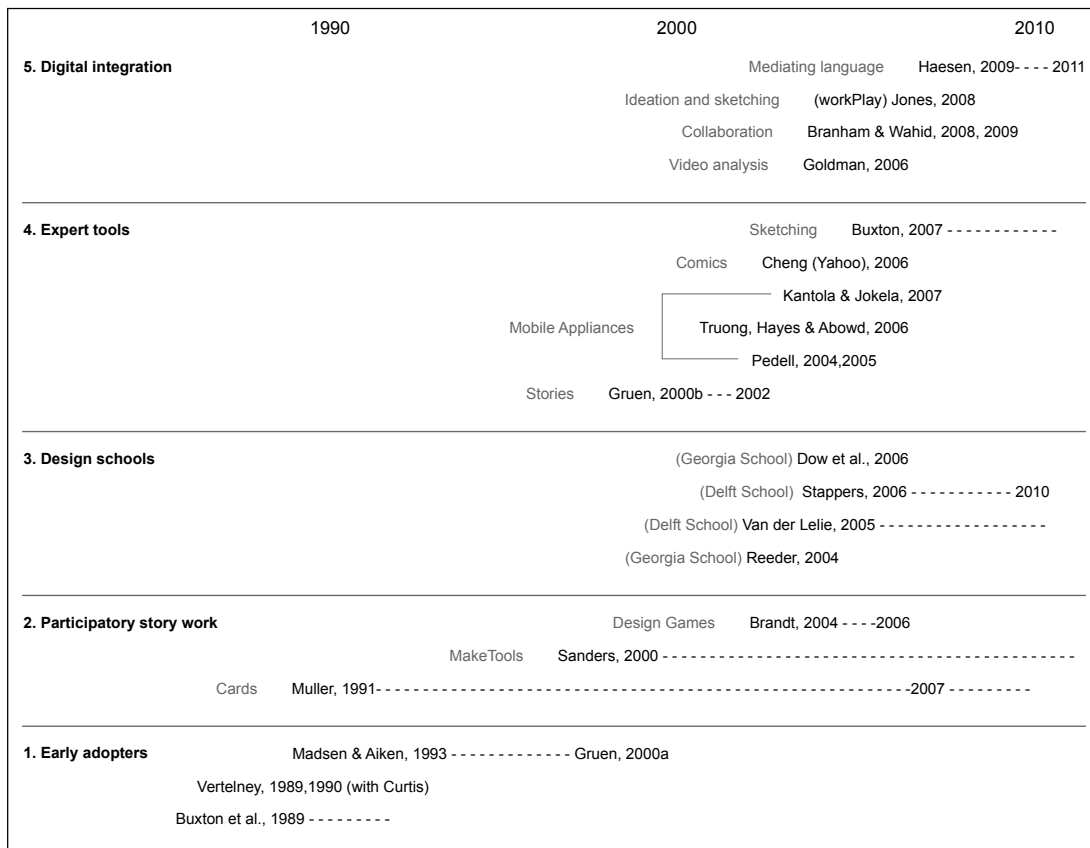 1990 2000 2010
5. Digital integration
Mediating language Haesen, 2009- - - - 2011
Ideation and sketching (workPlay) Jones, 2008
Collaboration Branham & Wahid, 2008, 2009
Video analysis Goldman, 2006
4. Expert tools Sketching Buxton, 2007 - - - - - - - - - - - -
Comics Cheng (Yahoo), 2006
Kantola & Jokela, 2007
Mobile Appliances Truong, Hayes & Abowd, 2006
Pedell, 2004,2005
Stories Gruen, 2000b - - - 2002
3. Design schools (Georgia School) Dow et al., 2006
(Delft School) Stappers, 2006 - - - - - - - - - - - 2010
(Delft School) Van der Lelie, 2005 - - - - - - - - - - - - - - - - - -
(Georgia School) Reeder, 2004
2. Participatory story work Design Games Brandt, 2004 - - - -2006
MakeTools Sanders, 2000 - - - - - - - - - - - - - - - - - - - - - - - - - - - - - - - - - - - - - - - - - - - -
Cards Muller, 1991- - - - - - - - - - - - - - - - - - - - - - - - - - - - - - - - - - - - - - - - - - - - - - - - - - - - - - - - -2007 - - - - - - - - -
1. Early adopters Madsen & Aiken, 1993 - - - - - - - - - - - - - Gruen, 2000a
Vertelney, 1989,1990 (with Curtis)
Buxton et al., 1989 - - - - - - - - -